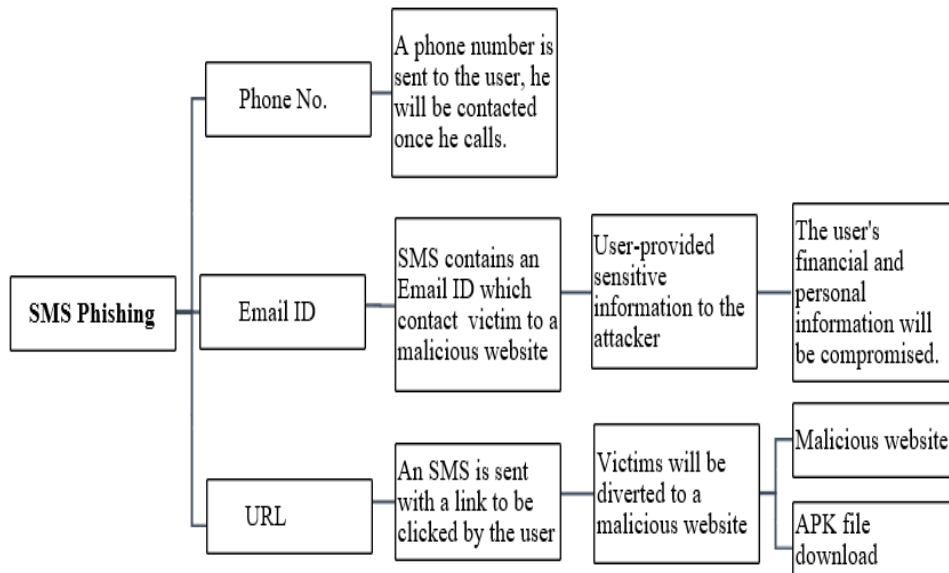 Phone No.
A phone number is
sent to the user, he
will be contacted
once he calls.
SMS Phishing
Email ID
SMS contains an
Email ID which
contact victim to a
malicious website
User-provided
sensitive
information to the
attacker
The user's
financial and
personal
information will
be compromised.
URL
An SMS is sent
with a link to be
clicked by the user
Victims will be
diverted to a
malicious website
Malicious website
APK file
download